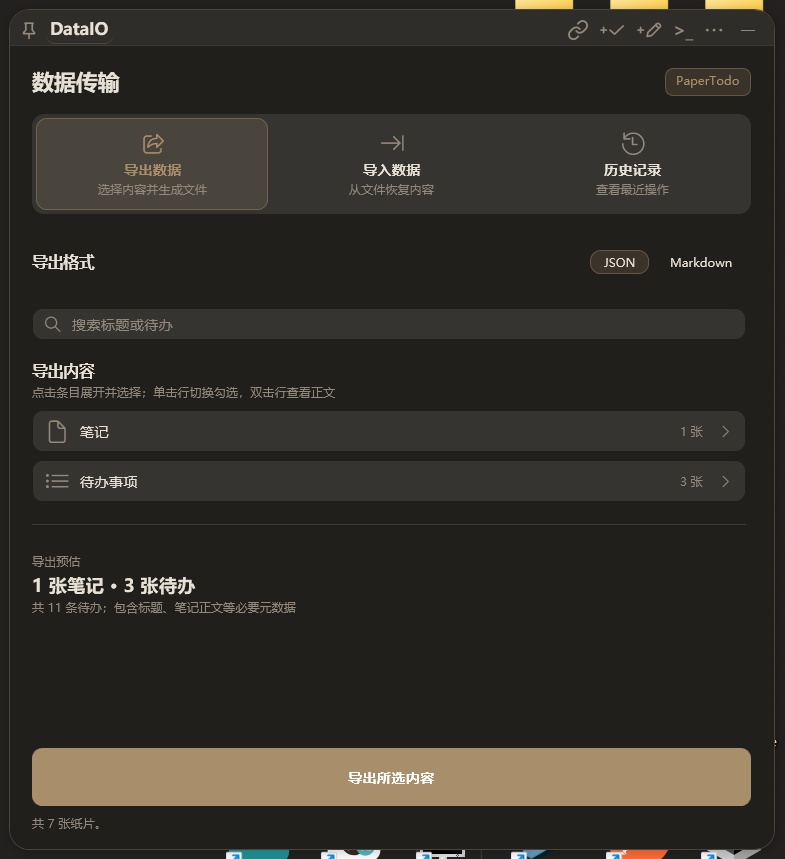 DataIO
数据传输
PaperTodo
导出数据
选择内容并生成文件
导入数据
从文件恢复内容
历史记录
查看最近操作
导出格式
JSON
Markdown
搜索标题或待办
导出内容
点击条目展开并选择；单击行切换勾选，双击行查看正文
笔记
1 张
待办事项
3 张
导出预估
1 张笔记 • 3 张待办
共 11 条待办；包含标题、笔记正文等必要元数据
导出所选内容
共 7 张纸片。